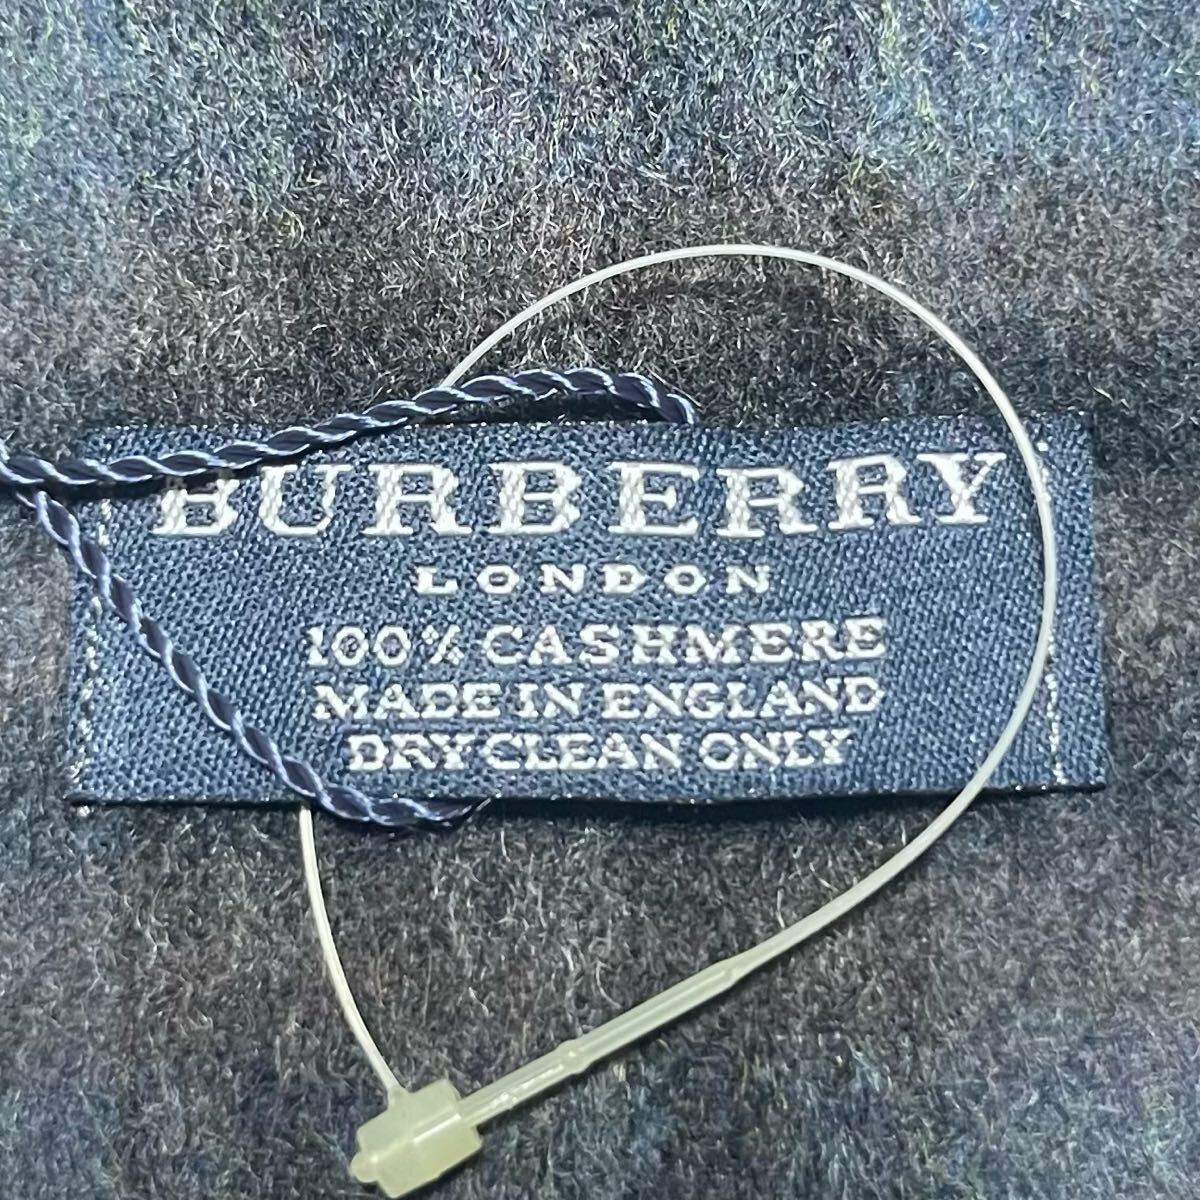 BURBERRY
LONDON
100% CASHMERE
MADE IN ENGLAND
DRY CLEAN ONLY